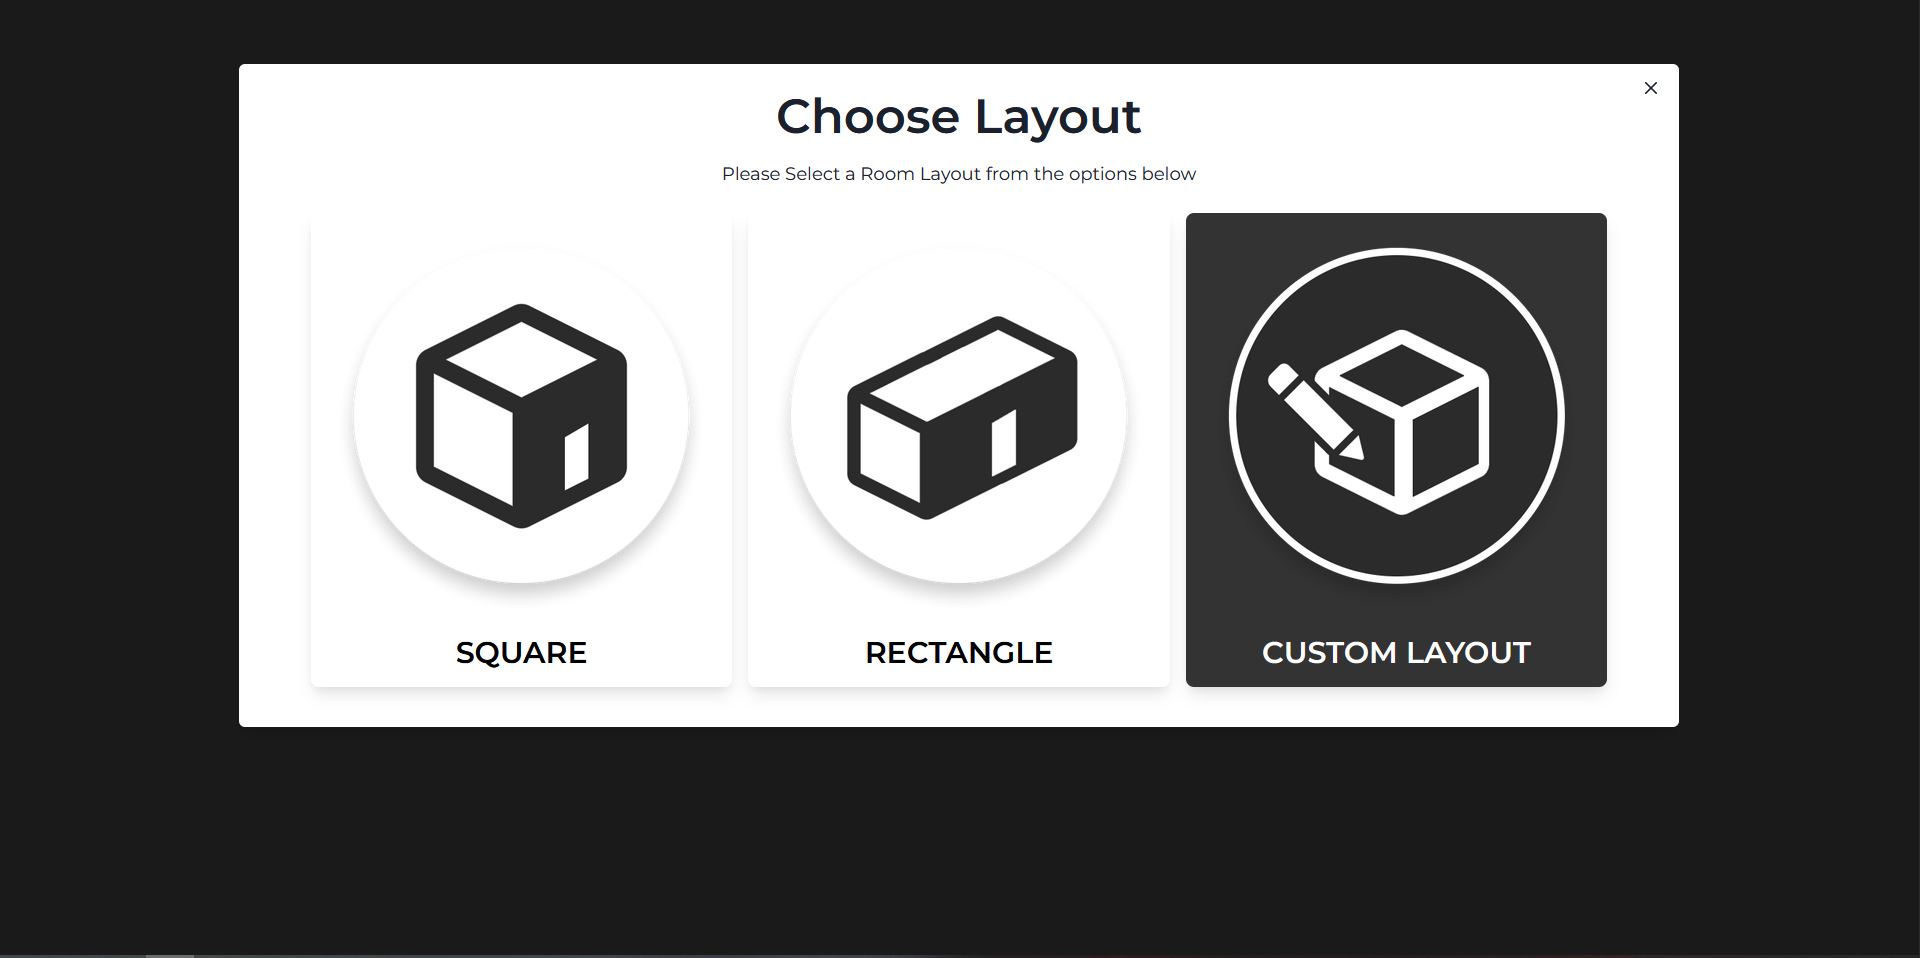 Choose Layout
Please Select a Room Layout from the options below
SQUARE
RECTANGLE
CUSTOM LAYOUT